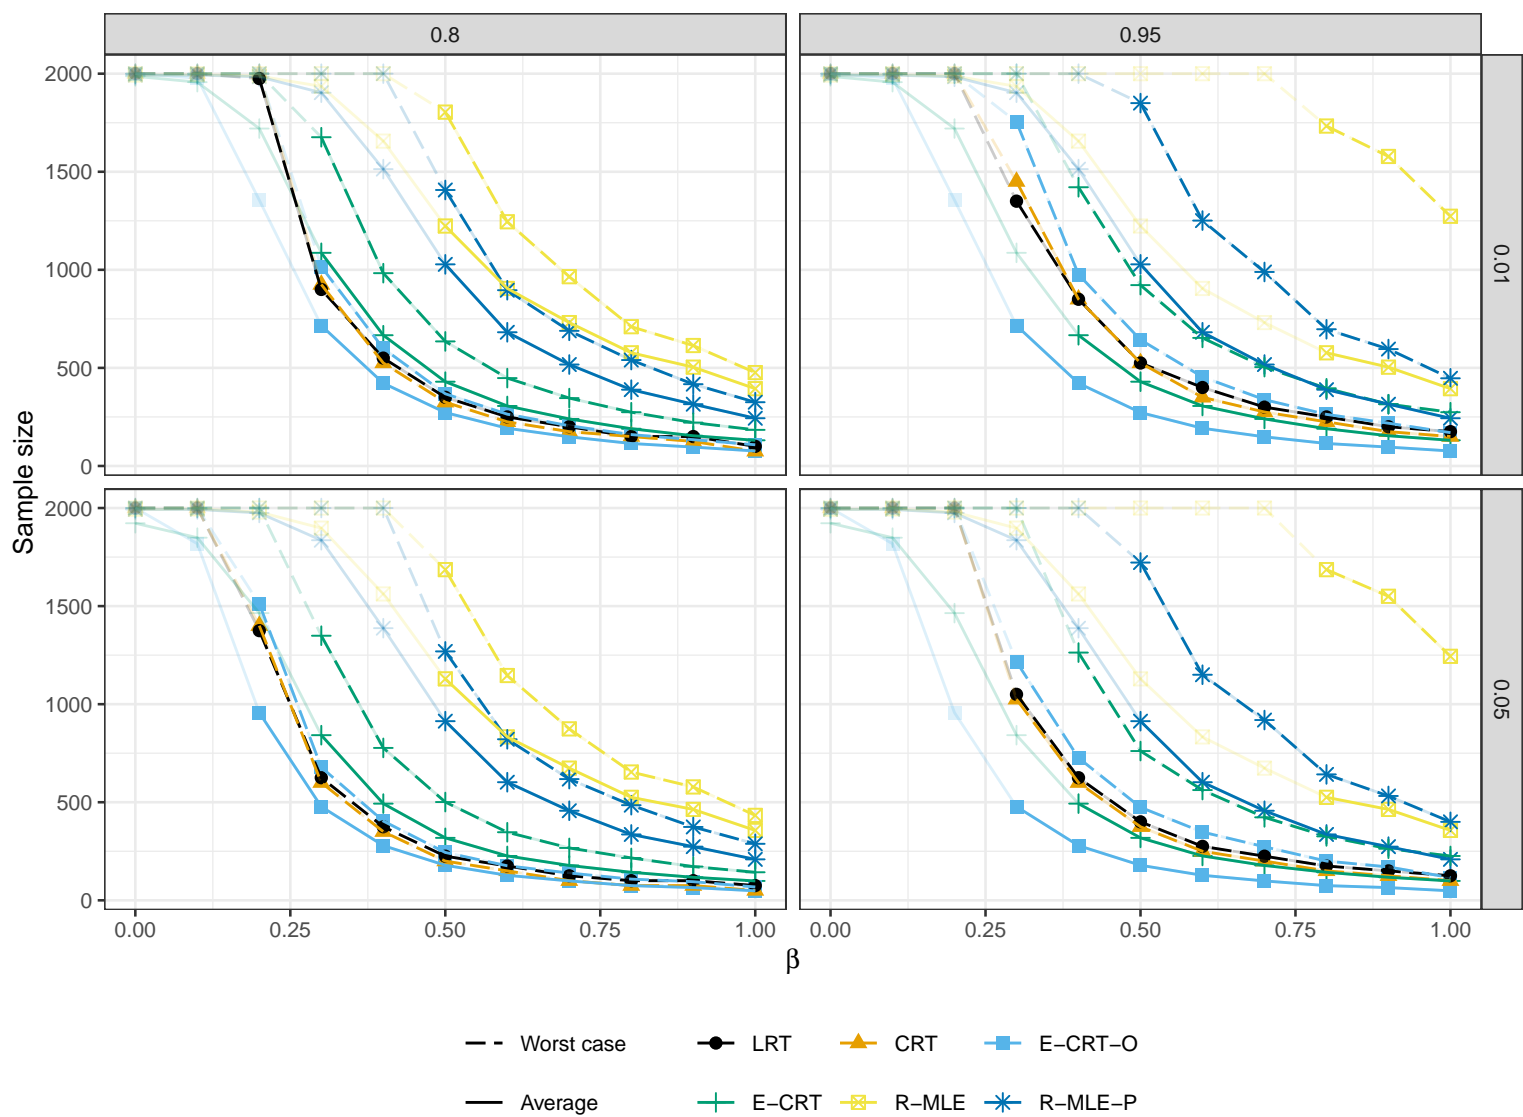 0.8 0.95
2000
1500
1000
500
0
0.01
2000
1500
1000
500
0
0.05
0.00 0.25 0.50 0.75 1.00 0.00 0.25 0.50 0.75 1.00
Sample size
β
Worst case LRT CRT E−CRT−O
Average E−CRT R−MLE R−MLE−P